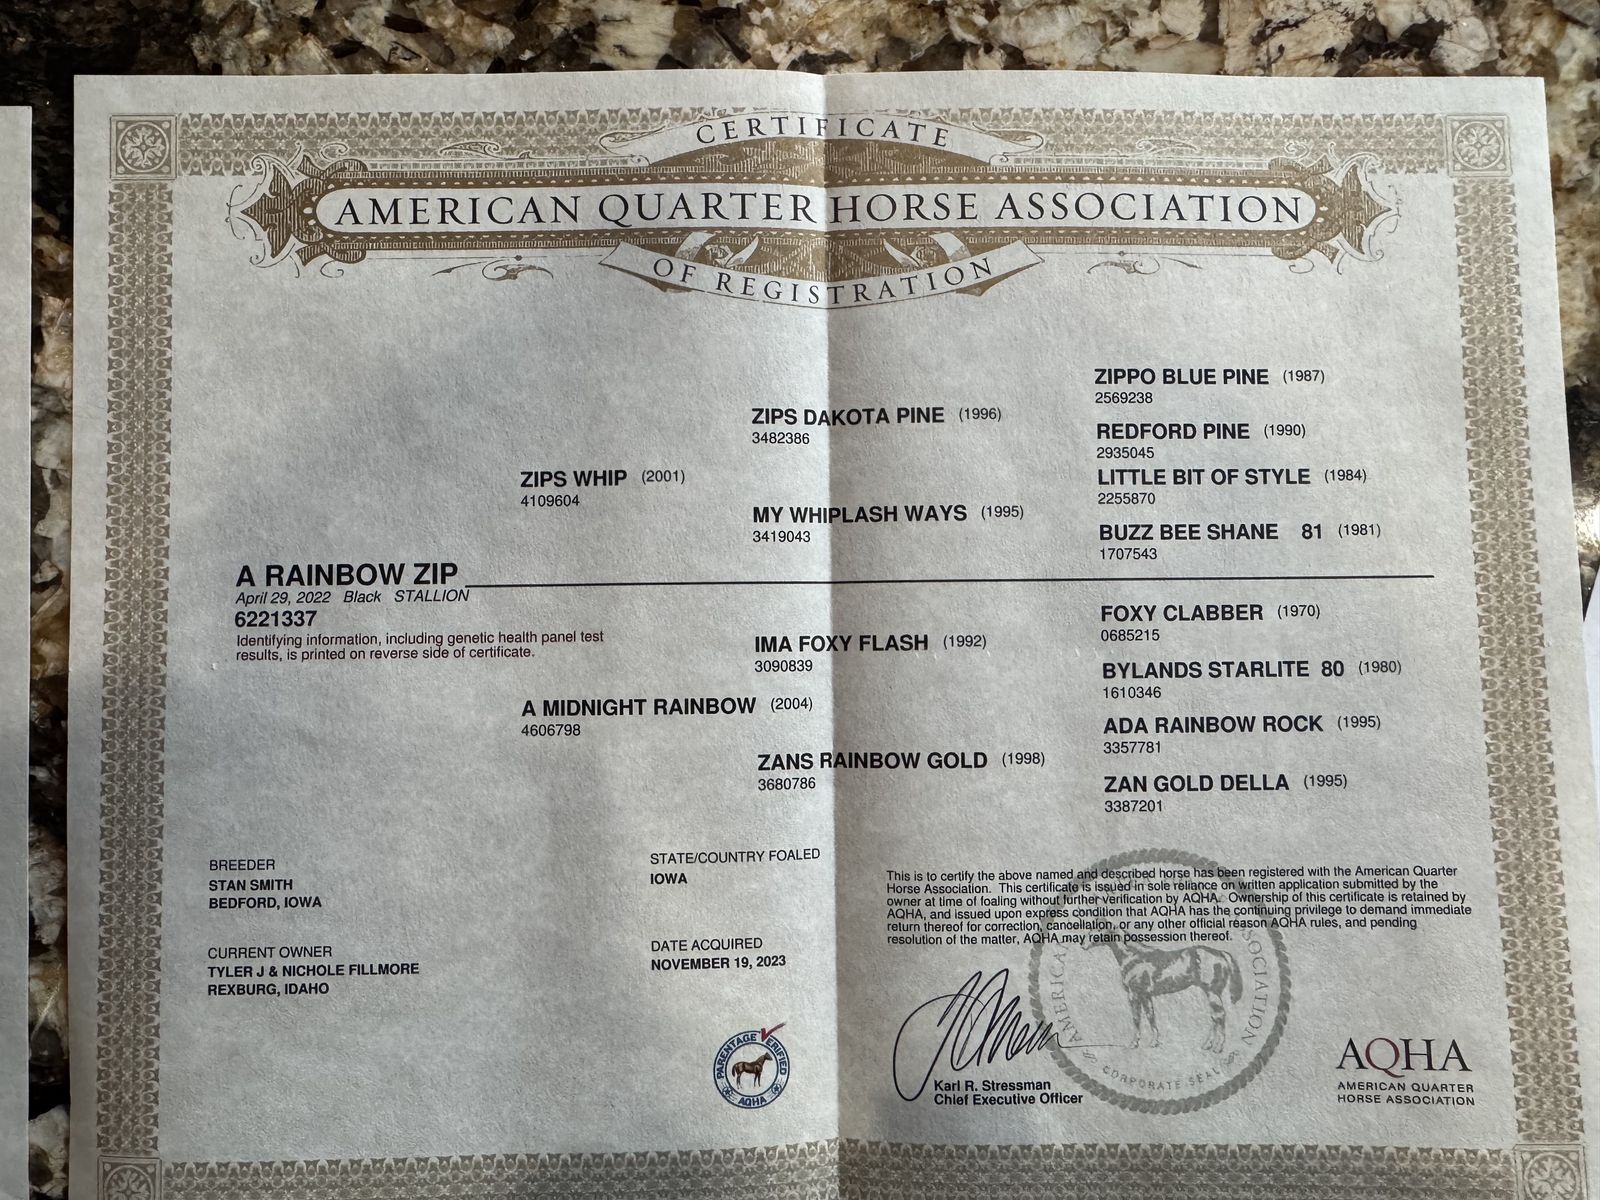 CERTIFICATE
AMERICAN QUARTER HORSE ASSOCIATION
OF REGISTRATION
ZIPPO BLUE PINE (1987)
2569238
ZIPS DAKOTA PINE (1996)
3482386
REDFORD PINE (1990)
2935045
ZIPS WHIP (2001)
4109604
LITTLE BIT OF STYLE (1984)
2255870
MY WHIPLASH WAYS (1995)
3419043
BUZZ BEE SHANE 81 (1981)
1707543
A RAINBOW ZIP
April 29, 2022 Black STALLION
6221337
Identifying information, including genetic health panel test
results, is printed on reverse side of certificate.
FOXY CLABBER (1970)
0685215
IMA FOXY FLASH (1992)
3090839
BYLANDS STARLITE 80 (1980)
1610346
A MIDNIGHT RAINBOW (2004)
4606798
ADA RAINBOW ROCK (1995)
3357781
ZANS RAINBOW GOLD (1998)
3680786
ZAN GOLD DELLA (1995)
3387201
BREEDER
STAN SMITH
BEDFORD, IOWA
STATE/COUNTRY FOALED
IOWA
CURRENT OWNER
TYLER J & NICHOLE FILLMORE
REXBURG, IDAHO
DATE ACQUIRED
NOVEMBER 19, 2023
This is to certify the above named and described horse has been registered with the American Quarter
Horse Association. This certificate is issued in sole reliance on written application submitted by the
owner at time of foaling without further verification by AQHA. Ownership of this certificate is retained by
AQHA, and issued upon express condition that AQHA has the continuing privilege to demand immediate
return thereof for correction, cancellation, or any other official reason AQHA rules, and pending
resolution of the matter, AQHA may retain possession thereof.
PARENTAGE VERIFIED
AQHA
Karl R. Stressman
Chief Executive Officer
CORPORATE SEAL
AQHA
AMERICAN QUARTER
HORSE ASSOCIATION